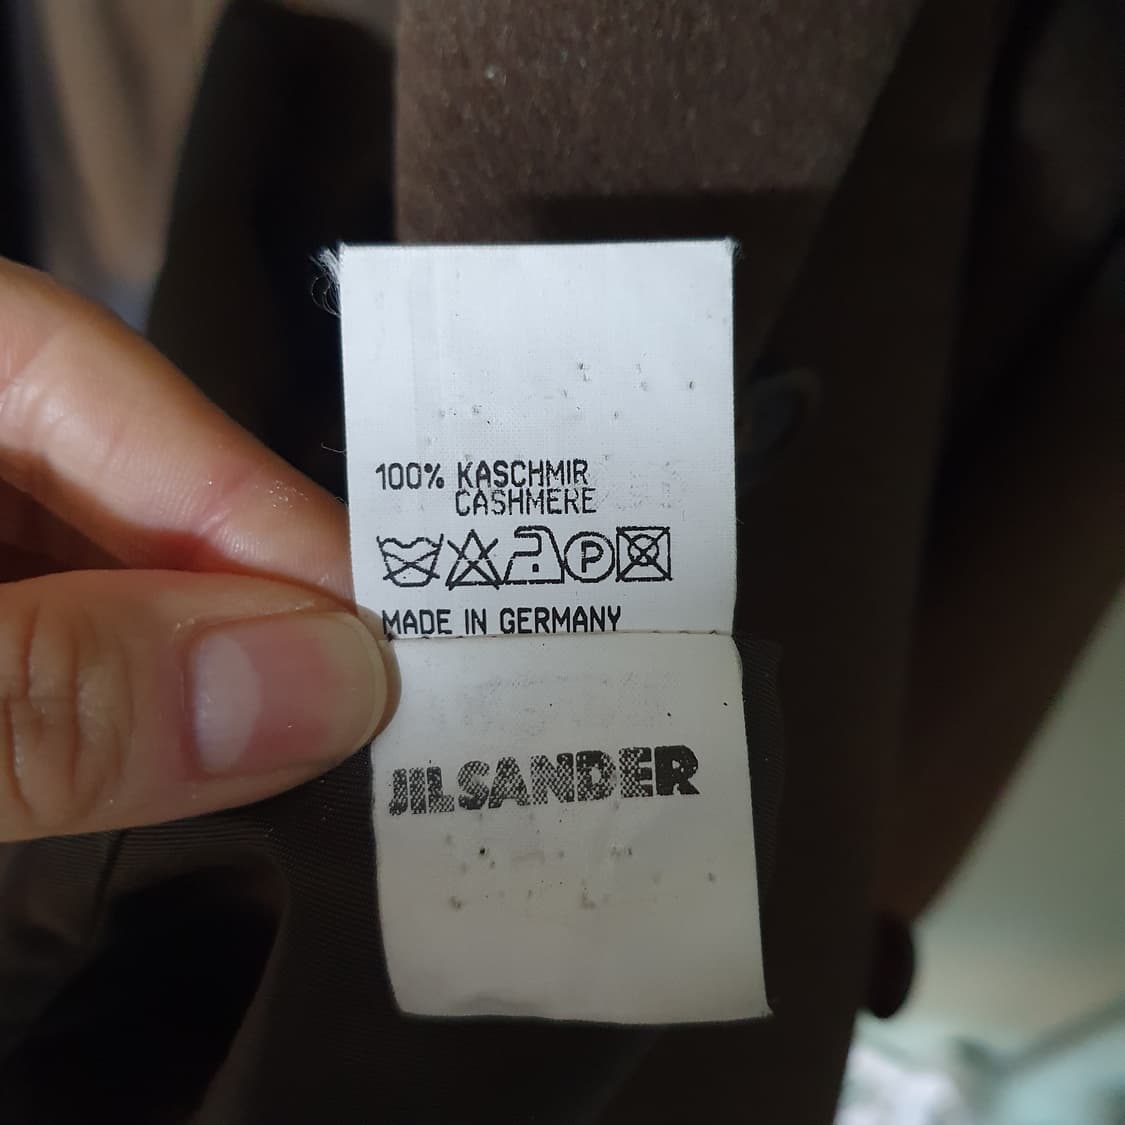 100% KASCHMIR
CASHMERE
P
MADE IN GERMANY
JILSANDER